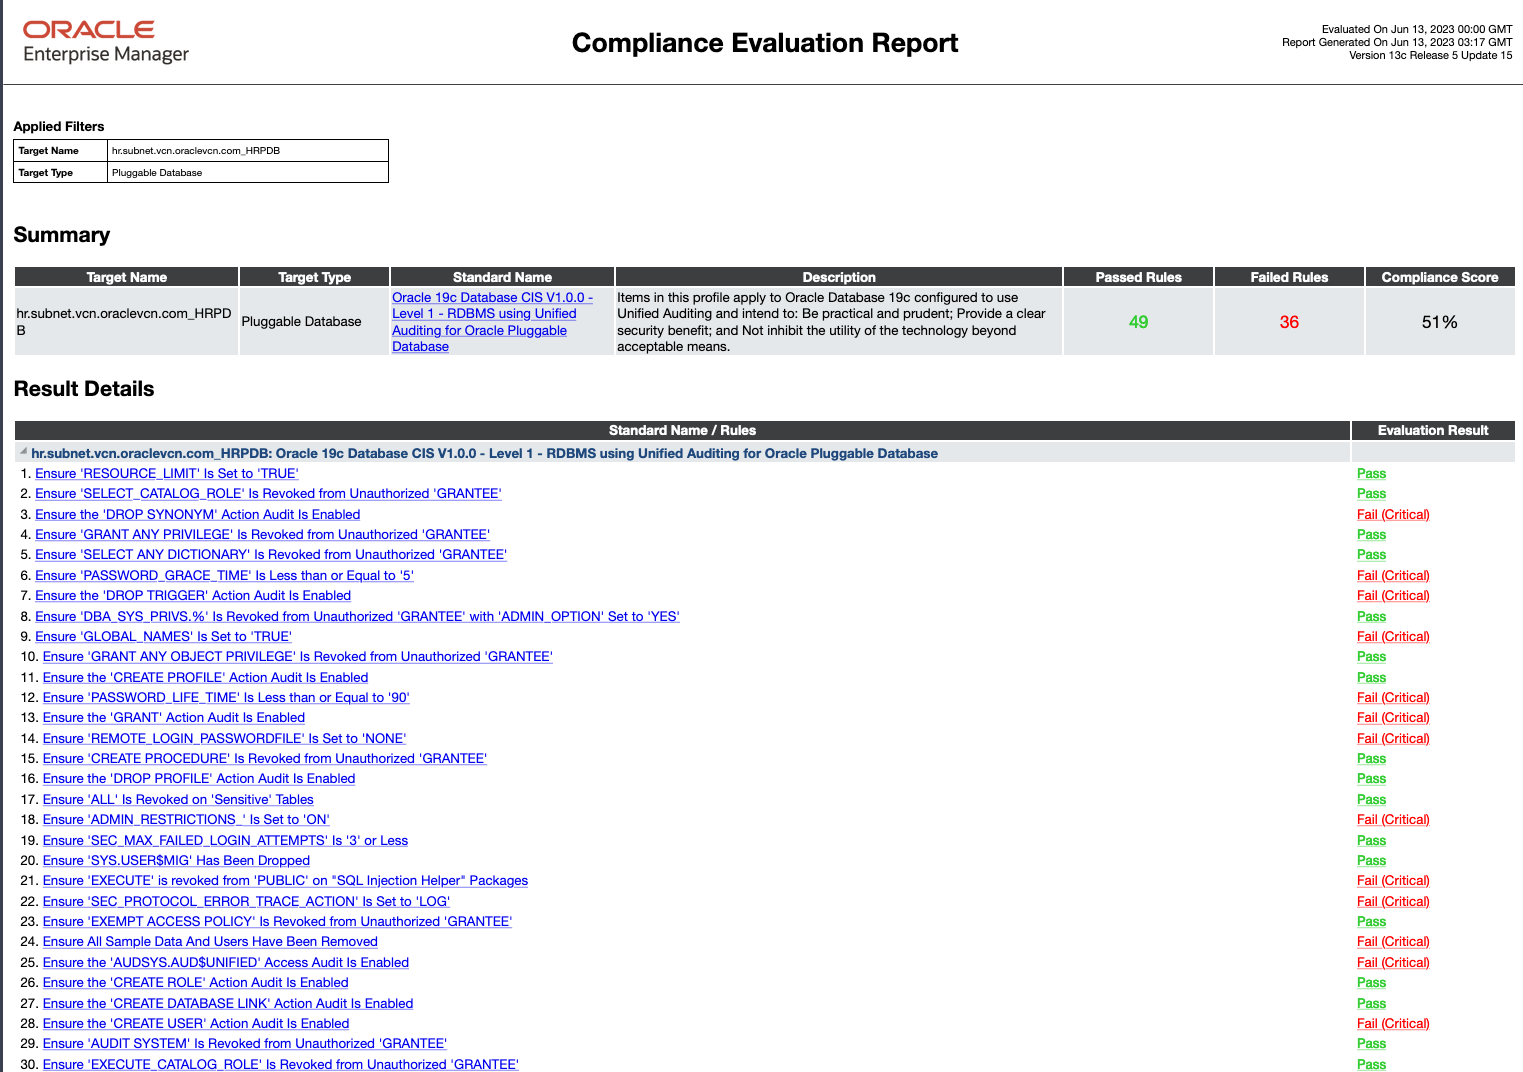 ORACLE
Enterprise Manager
Compliance Evaluation Report
Evaluated On Jun 13, 2023 00:00 GMT
Report Generated On Jun 13, 2023 03:17 GMT
Version 13c Release 5 Update 15
Applied Filters
Target Name hr.subnet.vcn.oraclevcn.com_HRPDB
Target Type Pluggable Database
Summary
Target Name Target Type Standard Name Description Passed Rules Failed Rules Compliance Score
hr.subnet.vcn.oraclevcn.com_HRPD
B
Pluggable Database
Oracle 19c Database CIS V1.0.0 -
Level 1 - RDBMS using Unified
Auditing for Oracle Pluggable
Database
Items in this profile apply to Oracle Database 19c configured to use
Unified Auditing and intend to: Be practical and prudent; Provide a clear
security benefit; and Not inhibit the utility of the technology beyond
acceptable means.
49
36
51%
Result Details
Standard Name / Rules Evaluation Result
hr.subnet.vcn.oraclevcn.com_HRPDB: Oracle 19c Database CIS V1.0.0 - Level 1 - RDBMS using Unified Auditing for Oracle Pluggable Database
1. Ensure 'RESOURCE_LIMIT' Is Set to 'TRUE' Pass
2. Ensure 'SELECT_CATALOG_ROLE' Is Revoked from Unauthorized 'GRANTEE' Pass
3. Ensure the 'DROP SYNONYM' Action Audit Is Enabled Fail (Critical)
4. Ensure 'GRANT ANY PRIVILEGE' Is Revoked from Unauthorized 'GRANTEE' Pass
5. Ensure 'SELECT ANY DICTIONARY' Is Revoked from Unauthorized 'GRANTEE' Pass
6. Ensure 'PASSWORD_GRACE_TIME' Is Less than or Equal to '5' Fail (Critical)
7. Ensure the 'DROP TRIGGER' Action Audit Is Enabled Fail (Critical)
8. Ensure 'DBA_SYS_PRIVS.%' Is Revoked from Unauthorized 'GRANTEE' with 'ADMIN_OPTION' Set to 'YES' Pass
9. Ensure 'GLOBAL_NAMES' Is Set to 'TRUE' Fail (Critical)
10. Ensure 'GRANT ANY OBJECT PRIVILEGE' Is Revoked from Unauthorized 'GRANTEE' Pass
11. Ensure the 'CREATE PROFILE' Action Audit Is Enabled Pass
12. Ensure 'PASSWORD_LIFE_TIME' Is Less than or Equal to '90' Fail (Critical)
13. Ensure the 'GRANT' Action Audit Is Enabled Fail (Critical)
14. Ensure 'REMOTE_LOGIN_PASSWORDFILE' Is Set to 'NONE' Fail (Critical)
15. Ensure 'CREATE PROCEDURE' Is Revoked from Unauthorized 'GRANTEE' Pass
16. Ensure the 'DROP PROFILE' Action Audit Is Enabled Pass
17. Ensure 'ALL' Is Revoked on 'Sensitive' Tables Pass
18. Ensure 'ADMIN_RESTRICTIONS_' Is Set to 'ON' Fail (Critical)
19. Ensure 'SEC_MAX_FAILED_LOGIN_ATTEMPTS' Is '3' or Less Pass
20. Ensure 'SYS.USER$MIG' Has Been Dropped Pass
21. Ensure 'EXECUTE' is revoked from 'PUBLIC' on "SQL Injection Helper" Packages Fail (Critical)
22. Ensure 'SEC_PROTOCOL_ERROR_TRACE_ACTION' Is Set to 'LOG' Fail (Critical)
23. Ensure 'EXEMPT ACCESS POLICY' Is Revoked from Unauthorized 'GRANTEE' Pass
24. Ensure All Sample Data And Users Have Been Removed Fail (Critical)
25. Ensure the 'AUDSYS.AUD$UNIFIED' Access Audit Is Enabled Fail (Critical)
26. Ensure the 'CREATE ROLE' Action Audit Is Enabled Pass
27. Ensure the 'CREATE DATABASE LINK' Action Audit Is Enabled Pass
28. Ensure the 'CREATE USER' Action Audit Is Enabled Fail (Critical)
29. Ensure 'AUDIT SYSTEM' Is Revoked from Unauthorized 'GRANTEE' Pass
30. Ensure 'EXECUTE_CATALOG_ROLE' Is Revoked from Unauthorized 'GRANTEE' Pass